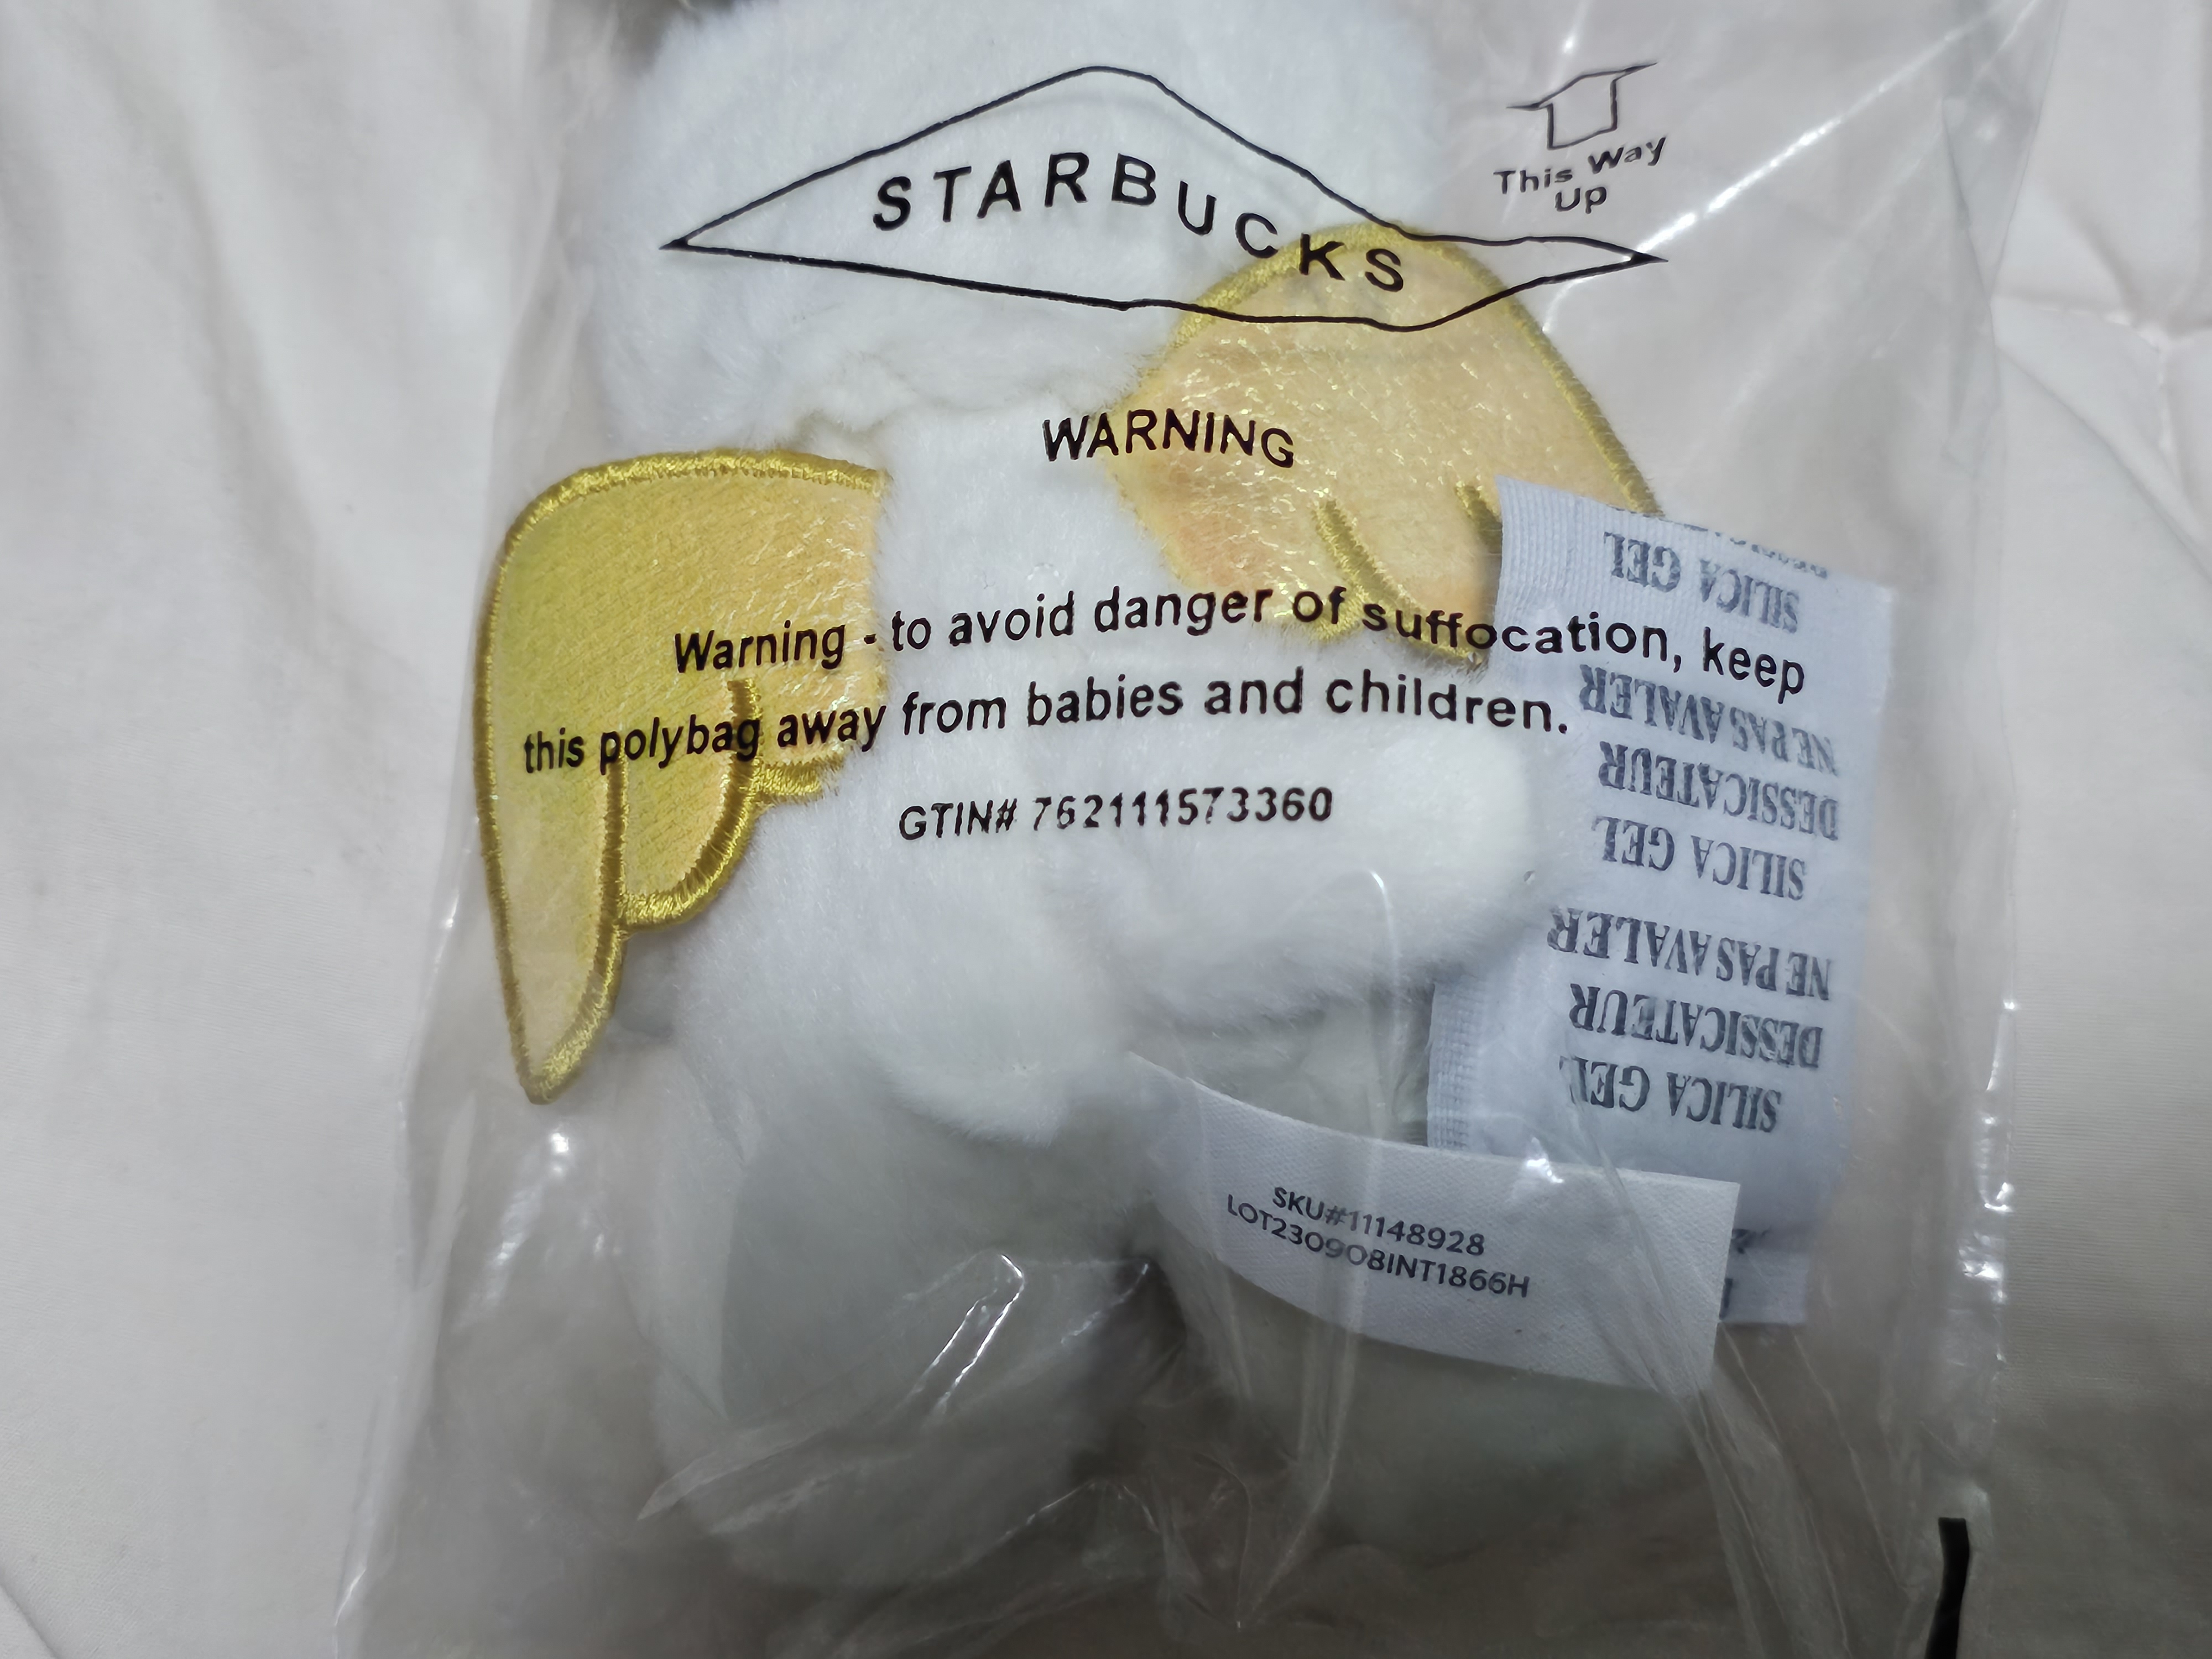 STARBUCKS
This Way
Up
WARNING
Warning - to avoid danger of suffocation, keep
this polybag away from babies and children.
GTIN# 762111573360
SILICA GEL
DESSICATEUR
NE PAS AVALER
SILICA GEL
DESSICATEUR
NE PAS AVALER
SILICA GEL
SKU#11148928
LOT230908INT1866H